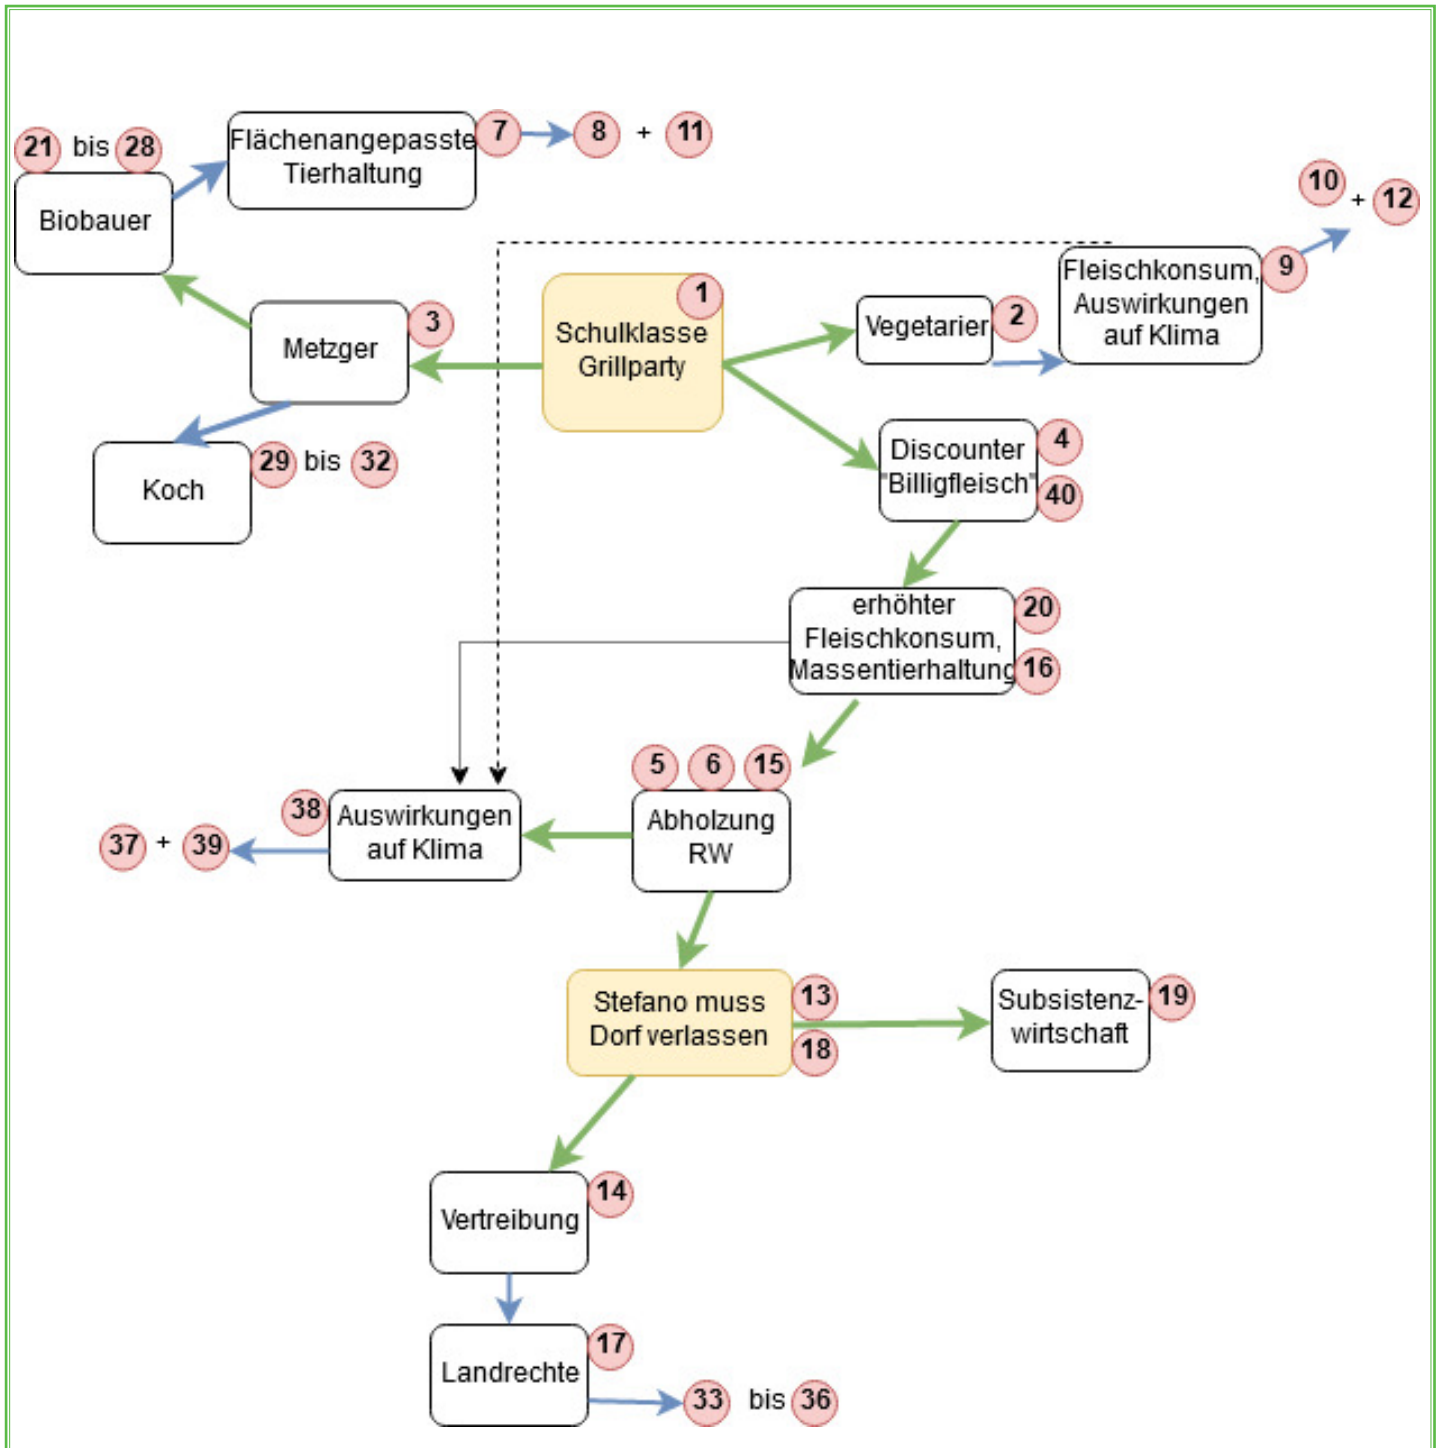 21 bis 28
Biobauer
Flächenangepasste
Tierhaltung
7
8 + 11
10 + 12
Fleischkonsum,
Auswirkungen
auf Klima
9
1
Schulklasse
Grillparty
Vegetarier
2
Metzger
3
Koch
29 bis 32
Discounter
"Billigfleisch"
4
40
erhöhter
Fleischkonsum,
Massentierhaltung
20
16
5 6 15
Abholzung
RW
38
Auswirkungen
auf Klima
37 + 39
Stefano muss
Dorf verlassen
13
18
Subsistenz-
wirtschaft
19
Vertreibung
14
Landrechte
17
33 bis 36